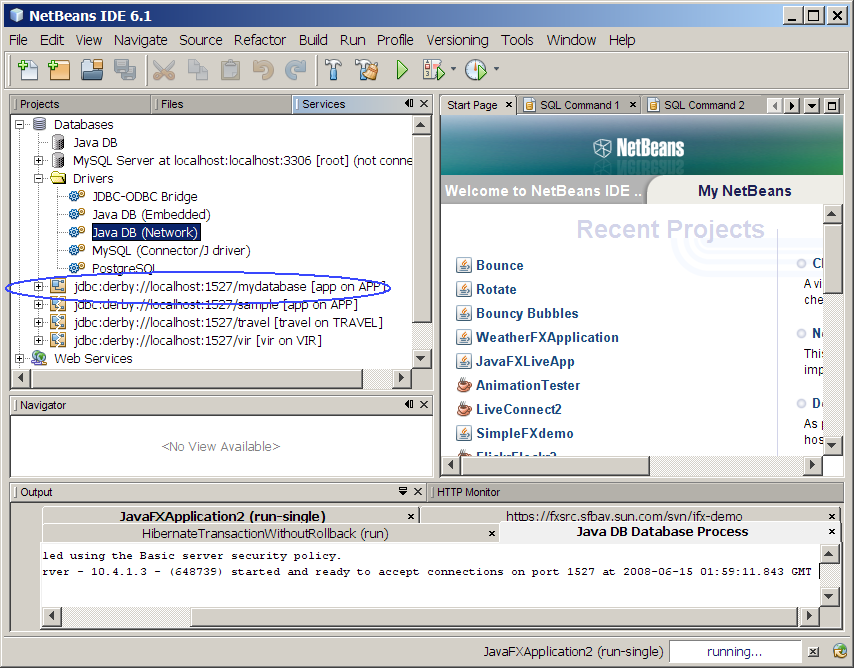 NetBeans IDE 6.1
File Edit View Navigate Source Refactor Build Run Profile Versioning Tools Window Help
Projects Files Services
Databases
Java DB
MySQL Server at localhost:localhost:3306 [root] (not conne
Drivers
JDBC-ODBC Bridge
Java DB (Embedded)
Java DB (Network)
MySQL (Connector/J driver)
PostgreSQL
jdbc:derby://localhost:1527/mydatabase [app on APP]
jdbc:derby://localhost:1527/sample [app on APP]
jdbc:derby://localhost:1527/travel [travel on TRAVEL]
jdbc:derby://localhost:1527/vir [vir on VIR]
Web Services
Navigator
<No View Available>
Start Page SQL Command 1 SQL Command 2
NetBeans
Welcome to NetBeans IDE ..
My NetBeans
Recent Projects
Bounce
Rotate
Bouncy Bubbles
WeatherFXApplication
JavaFXLiveApp
AnimationTester
LiveConnect2
SimpleFXdemo
A vi
che
This
imp
As
hos
Output
HTTP Monitor
JavaFXApplication2 (run-single)
https://fxsrc.sfbay.sun.com/svn/ifx-demo
HibernateTransactionWithoutRollback (run)
Java DB Database Process
led using the Basic server security policy.
rver - 10.4.1.3 - (648739) started and ready to accept connections on port 1527 at 2008-06-15 01:59:11.843 GMT
JavaFXApplication2 (run-single) running...